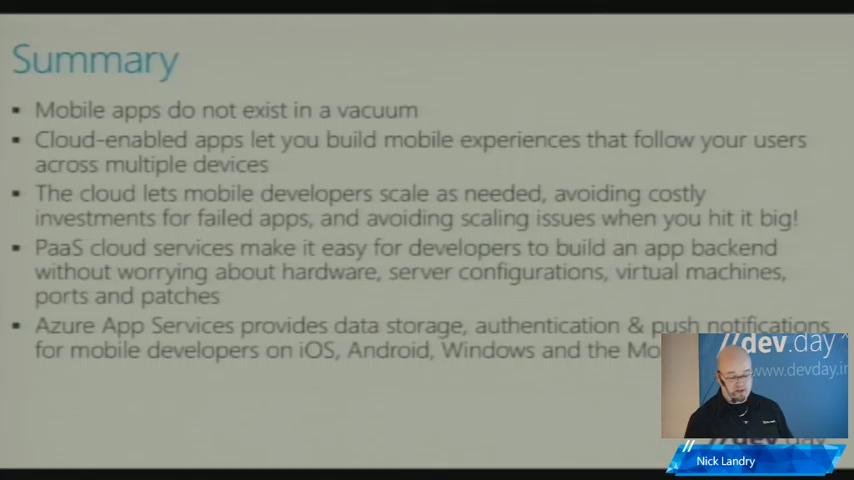 Summary
Mobile apps do not exist in a vacuum
Cloud-enabled apps let you build mobile experiences that follow your users
across multiple devices
The cloud lets mobile developers scale as needed, avoiding costly
investments for failed apps, and avoiding scaling issues when you hit it big!
PaaS cloud services make it easy for developers to build an app backend
without worrying about hardware, server configurations, virtual machines,
ports and patches
Azure App Services provides data storage, authentication & push notifications
for mobile developers on iOS, Android, Windows and the
//dev.day
www.devday.in
//dev.day
Nick Landry